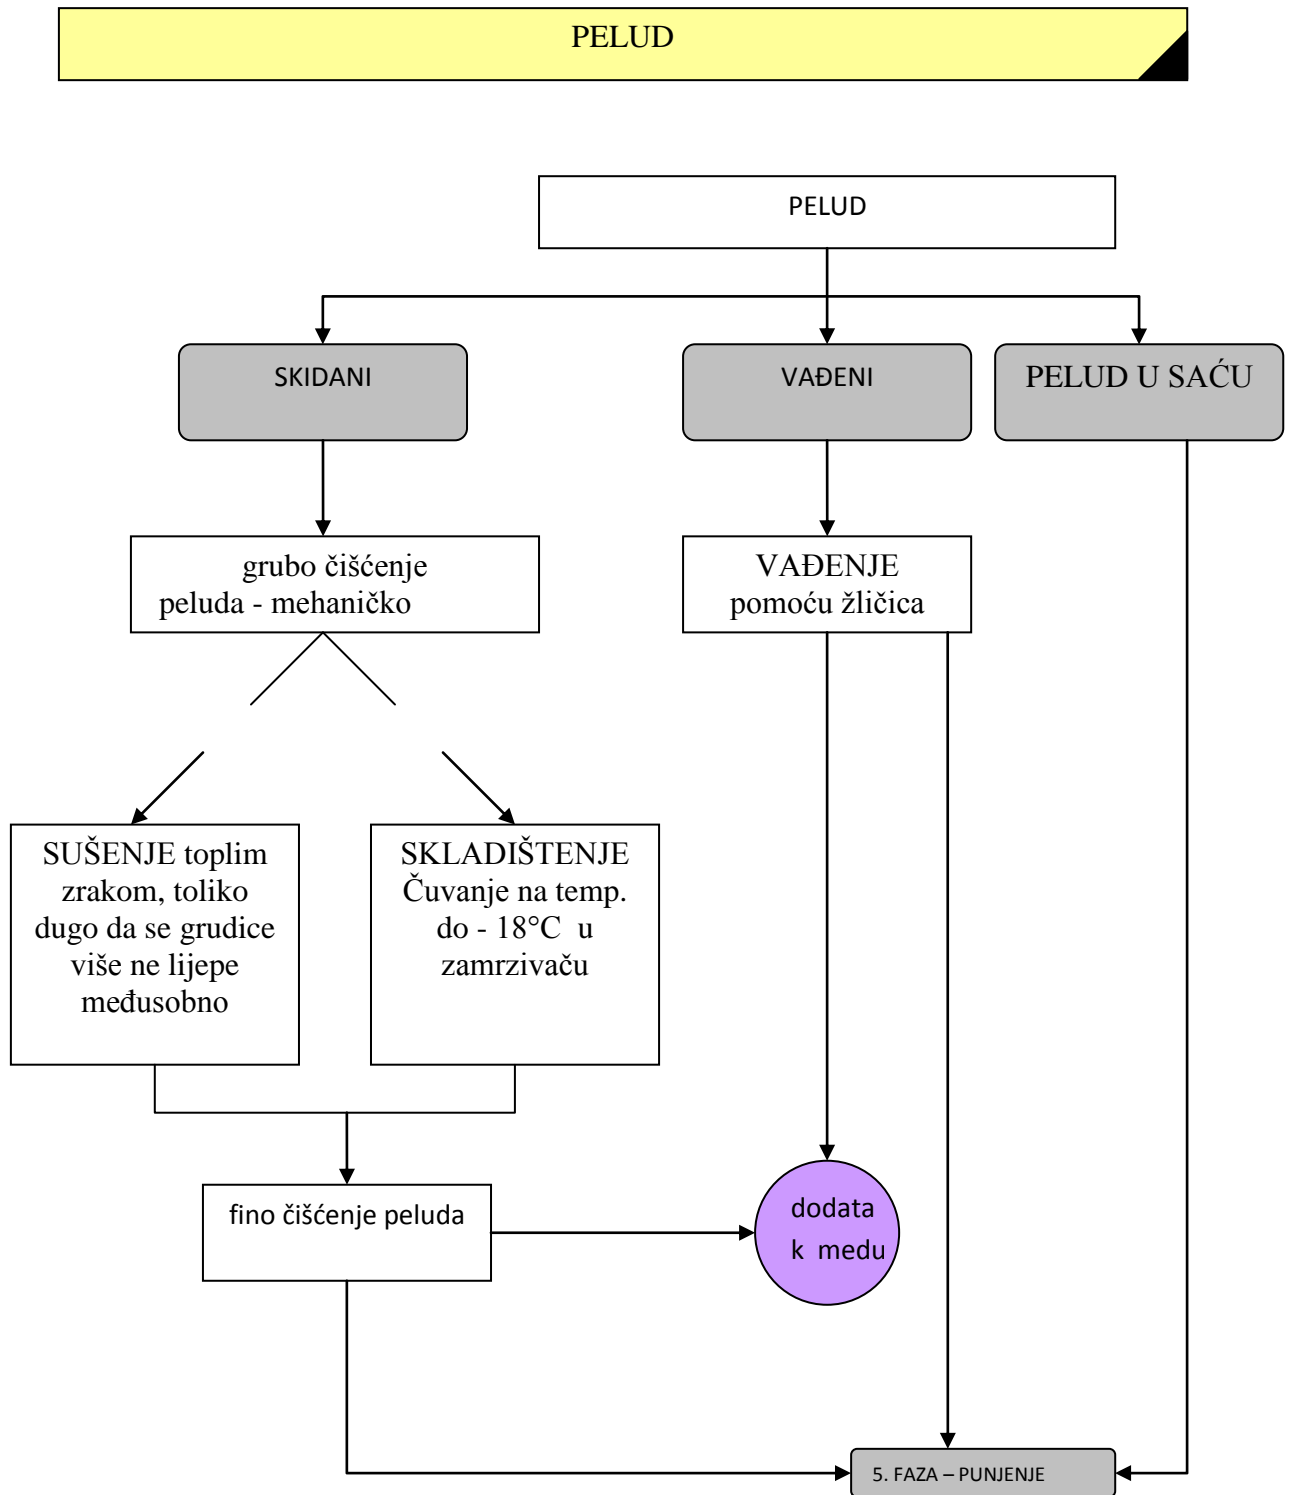 PELUD
PELUD
SKIDANI
VAĐENI
PELUD U SAĆU
grubo čišćenje
peluda - mehaničko
VAĐENJE
pomoću žličica
SUŠENJE toplim
zrakom, toliko
dugo da se grudice
više ne lijepe
međusobno
SKLADIŠTENJE
Čuvanje na temp.
do - 18°C u
zamrzivaču
fino čišćenje peluda
dodata
k medu
5. FAZA – PUNJENJE